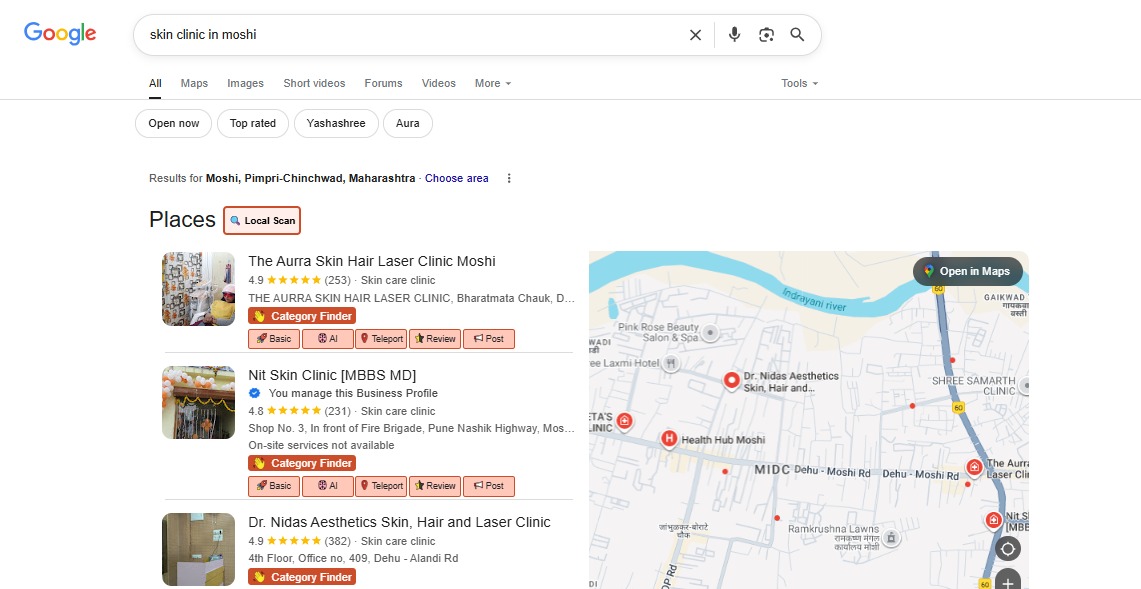 Google
skin clinic in moshi
All Maps Images Short videos Forums Videos More Tools
Open now Top rated Yashashree Aura
Results for Moshi, Pimpri-Chinchwad, Maharashtra · Choose area
Places Local Scan
The Aurra Skin Hair Laser Clinic Moshi
4.9 (253) · Skin care clinic
THE AURRA SKIN HAIR LASER CLINIC, Bharatmata Chauk, D...
Category Finder
Basic AI Teleport Review Post
Nit Skin Clinic [MBBS MD]
You manage this Business Profile
4.8 (231) · Skin care clinic
Shop No. 3, In front of Fire Brigade, Pune Nashik Highway, Mos...
On-site services not available
Category Finder
Basic AI Teleport Review Post
Dr. Nidas Aesthetics Skin, Hair and Laser Clinic
4.9 (382) · Skin care clinic
4th Floor, Office no, 409, Dehu - Alandi Rd
Category Finder
Open in Maps
60
Indrayani river
GAIKWAD
वस्ती
Pink Rose Beauty
Salon & Spa
WADI
ee Laxmi Hotel
Dr. Nidas Aesthetics
Skin, Hair and...
SHREE SAMARTH
CLINIC
60
ETA'S
LINIC
H
Health Hub Moshi
MIDC
Dehu - Moshi Rd
Dehu - Moshi Rd
The Aurra
Laser Clin
जांभुळकर-बोराटे
चौक
Ramkrushna Lawns
रामकृष्ण मंगल
कार्यालय मोशी
Nit S
[MBB
DI
OP Rd
60